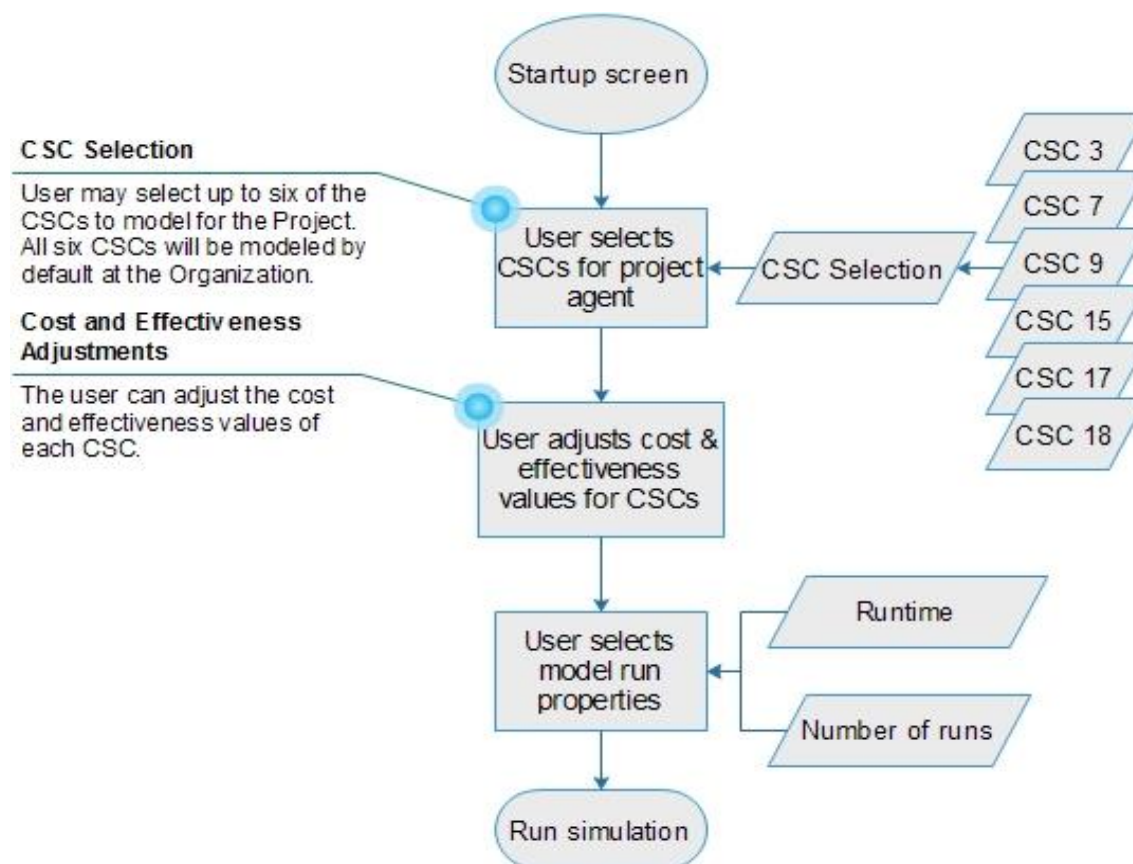 Startup screen
CSC Selection
User may select up to six of the
CSCs to model for the Project.
All six CSCs will be modeled by
default at the Organization.
User selects
CSCs for project
agent
CSC Selection
CSC 3
CSC 7
CSC 9
CSC 15
CSC 17
CSC 18
Cost and Effectiveness
Adjustments
The user can adjust the cost
and effectiveness values of
each CSC.
User adjusts cost &
effectiveness
values for CSCs
User selects
model run
properties
Runtime
Number of runs
Run simulation